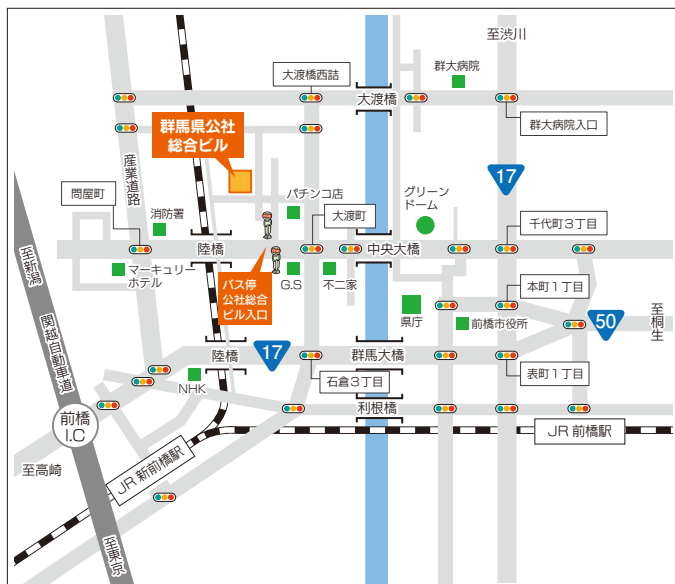 至渋川
群大病院
大渡橋西詰
大渡橋
群馬県公社
総合ビル
群大病院入口
17
産業道路
問屋町
消防署
パチンコ店
大渡町
グリーン
ドーム
千代町3丁目
陸橋
中央大橋
至新潟
マーキュリー
ホテル
バス停
公社総合
ビル入口
G.S
不二家
県庁
前橋市役所
本町1丁目
至桐生
50
関越自動車道
陸橋
17
群馬大橋
NHK
石倉3丁目
表町1丁目
前橋
I.C
利根橋
JR 新前橋駅
JR 前橋駅
至高崎
至東京